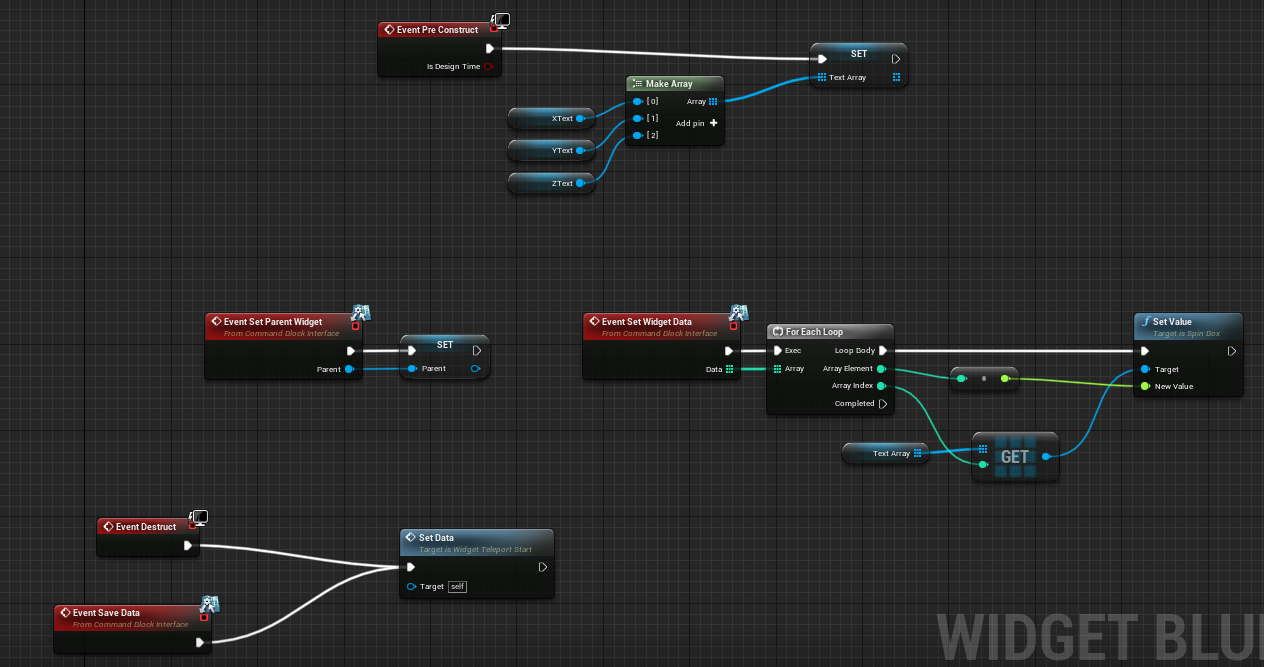 Event Pre Construct
Is Design Time
SET
Text Array
Make Array
[0]
Array
[1]
Add pin
[2]
XText
YText
ZText
Event Set Parent Widget
From Command Block Interface
Parent
SET
Parent
Event Set Widget Data
From Command Block Interface
Data
For Each Loop
Exec
Loop Body
Array
Array Element
Array Index
Completed
Set Value
Target is Spin Box
Target
New Value
Text Array
GET
Event Destruct
Set Data
Target is Widget Teleport Start
Target
self
Event Save Data
From Command Block Interface
WIDGET BLU